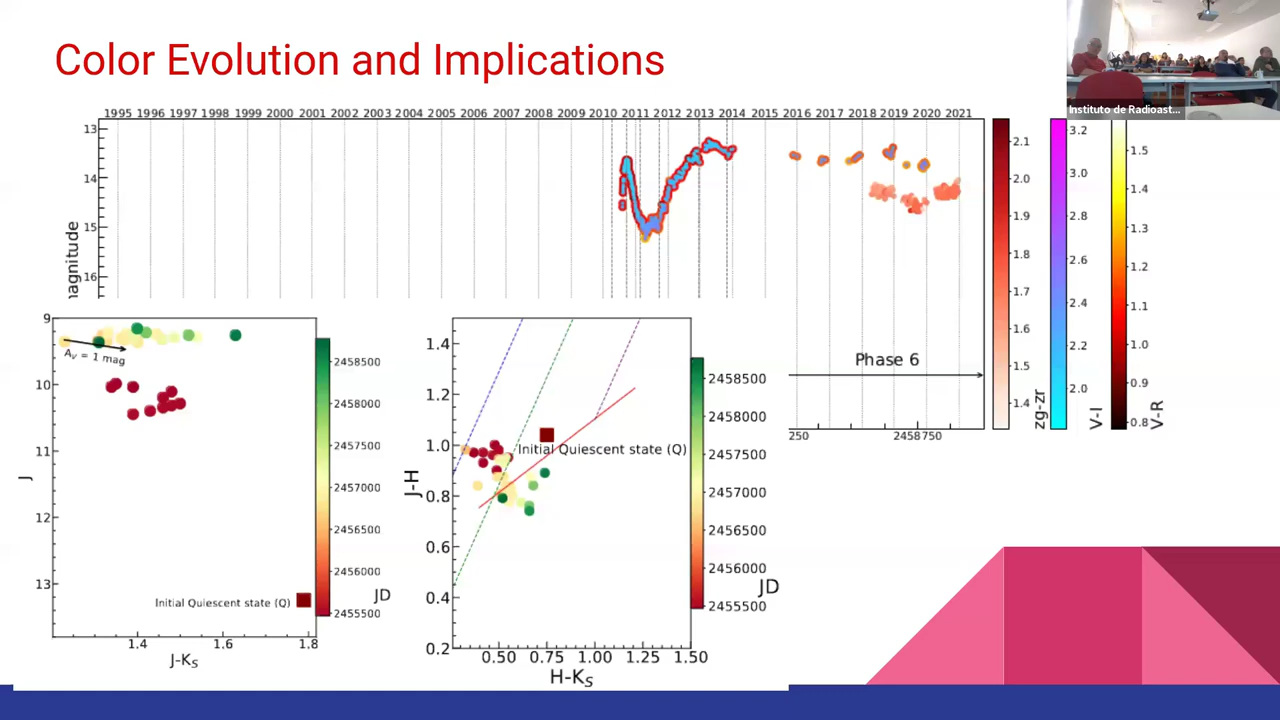 Color Evolution and Implications
Instituto de Radioast...
1995 1996 1997 1998 1999 2000 2001 2002 2003 2004 2005 2006 2007 2008 2009 2010 2011 2012 2013 2014 2015 2016 2017 2018 2019 2020 2021
13
14
15
16
agnitude
2.1
2.0
1.9
1.8
1.7
1.6
1.5
1.4
zg-zr
3.2
3.0
2.8
2.6
2.4
2.2
2.0
V-I
1.5
1.4
1.3
1.2
1.1
1.0
0.9
0.8
V-R
Phase 6
250
2458750
9
10
11
12
13
J
Av = 1 mag
Initial Quiescent state (Q)
1.4 1.6 1.8
J-KS
2458500
2458000
2457500
2457000
2456500
2456000
2455500
JD
1.4
1.2
1.0
0.8
0.6
0.4
0.2
J-H
Initial Quiescent state (Q)
0.50 0.75 1.00 1.25 1.50
H-KS
2458500
2458000
2457500
2457000
2456500
2456000
2455500
JD